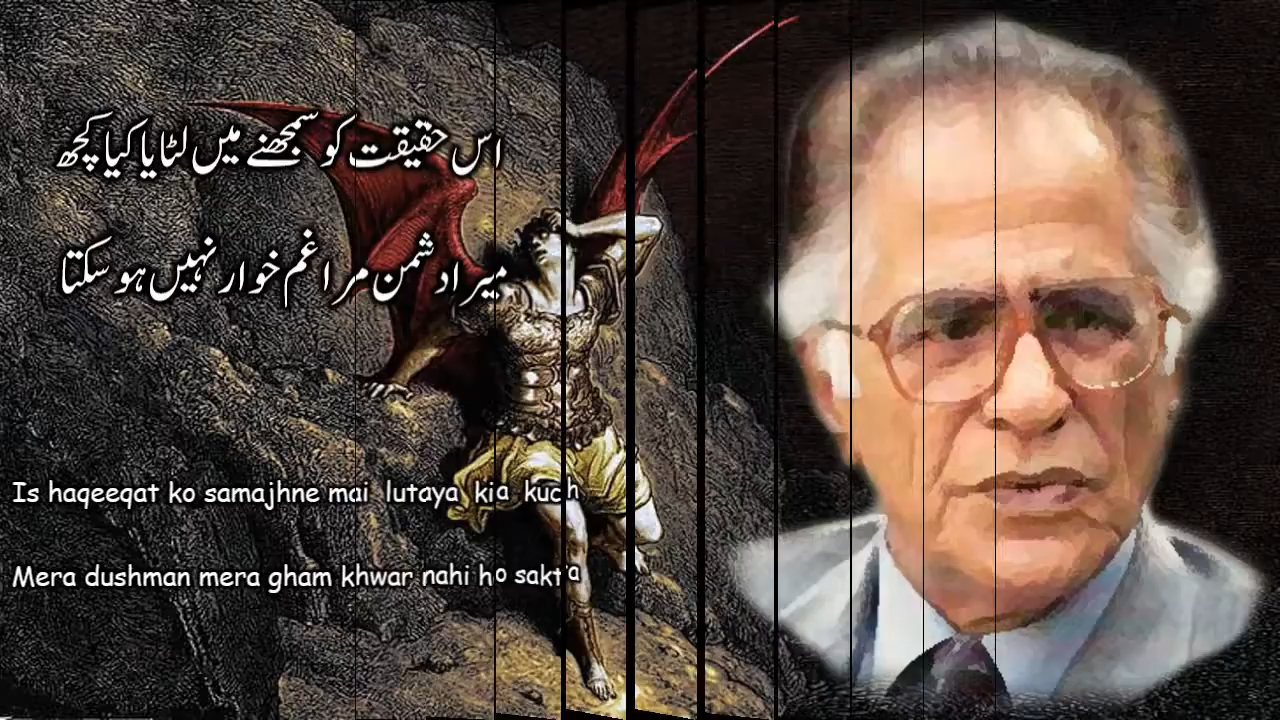 اس حقیقت کو سمجھنے میں لٹایا کیا کچھ
میرا دشمن مرا غم خوار نہیں ہو سکتا
Is haqeeqat ko samajhne mai lutaya kia kuch
Mera dushman mera gham khwar nahi ho sakta